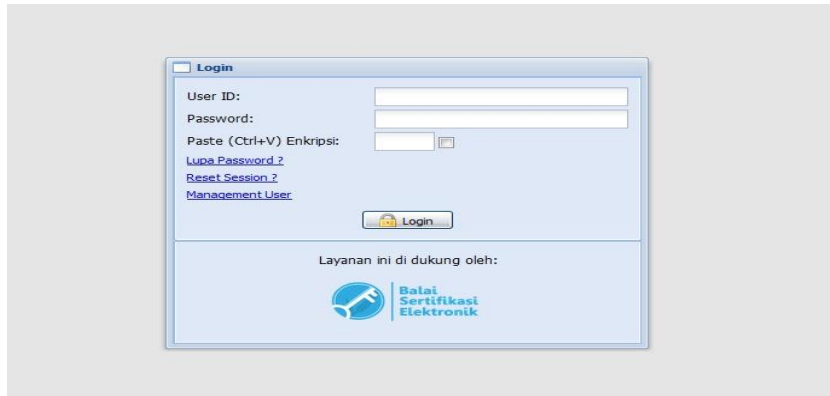 Login
User ID:
Password:
Paste (Ctrl+V) Enkripsi:
Lupa Password ?
Reset Session ?
Management User
Login
Layanan ini di dukung oleh:
Balai
Sertifikasi
Elektronik